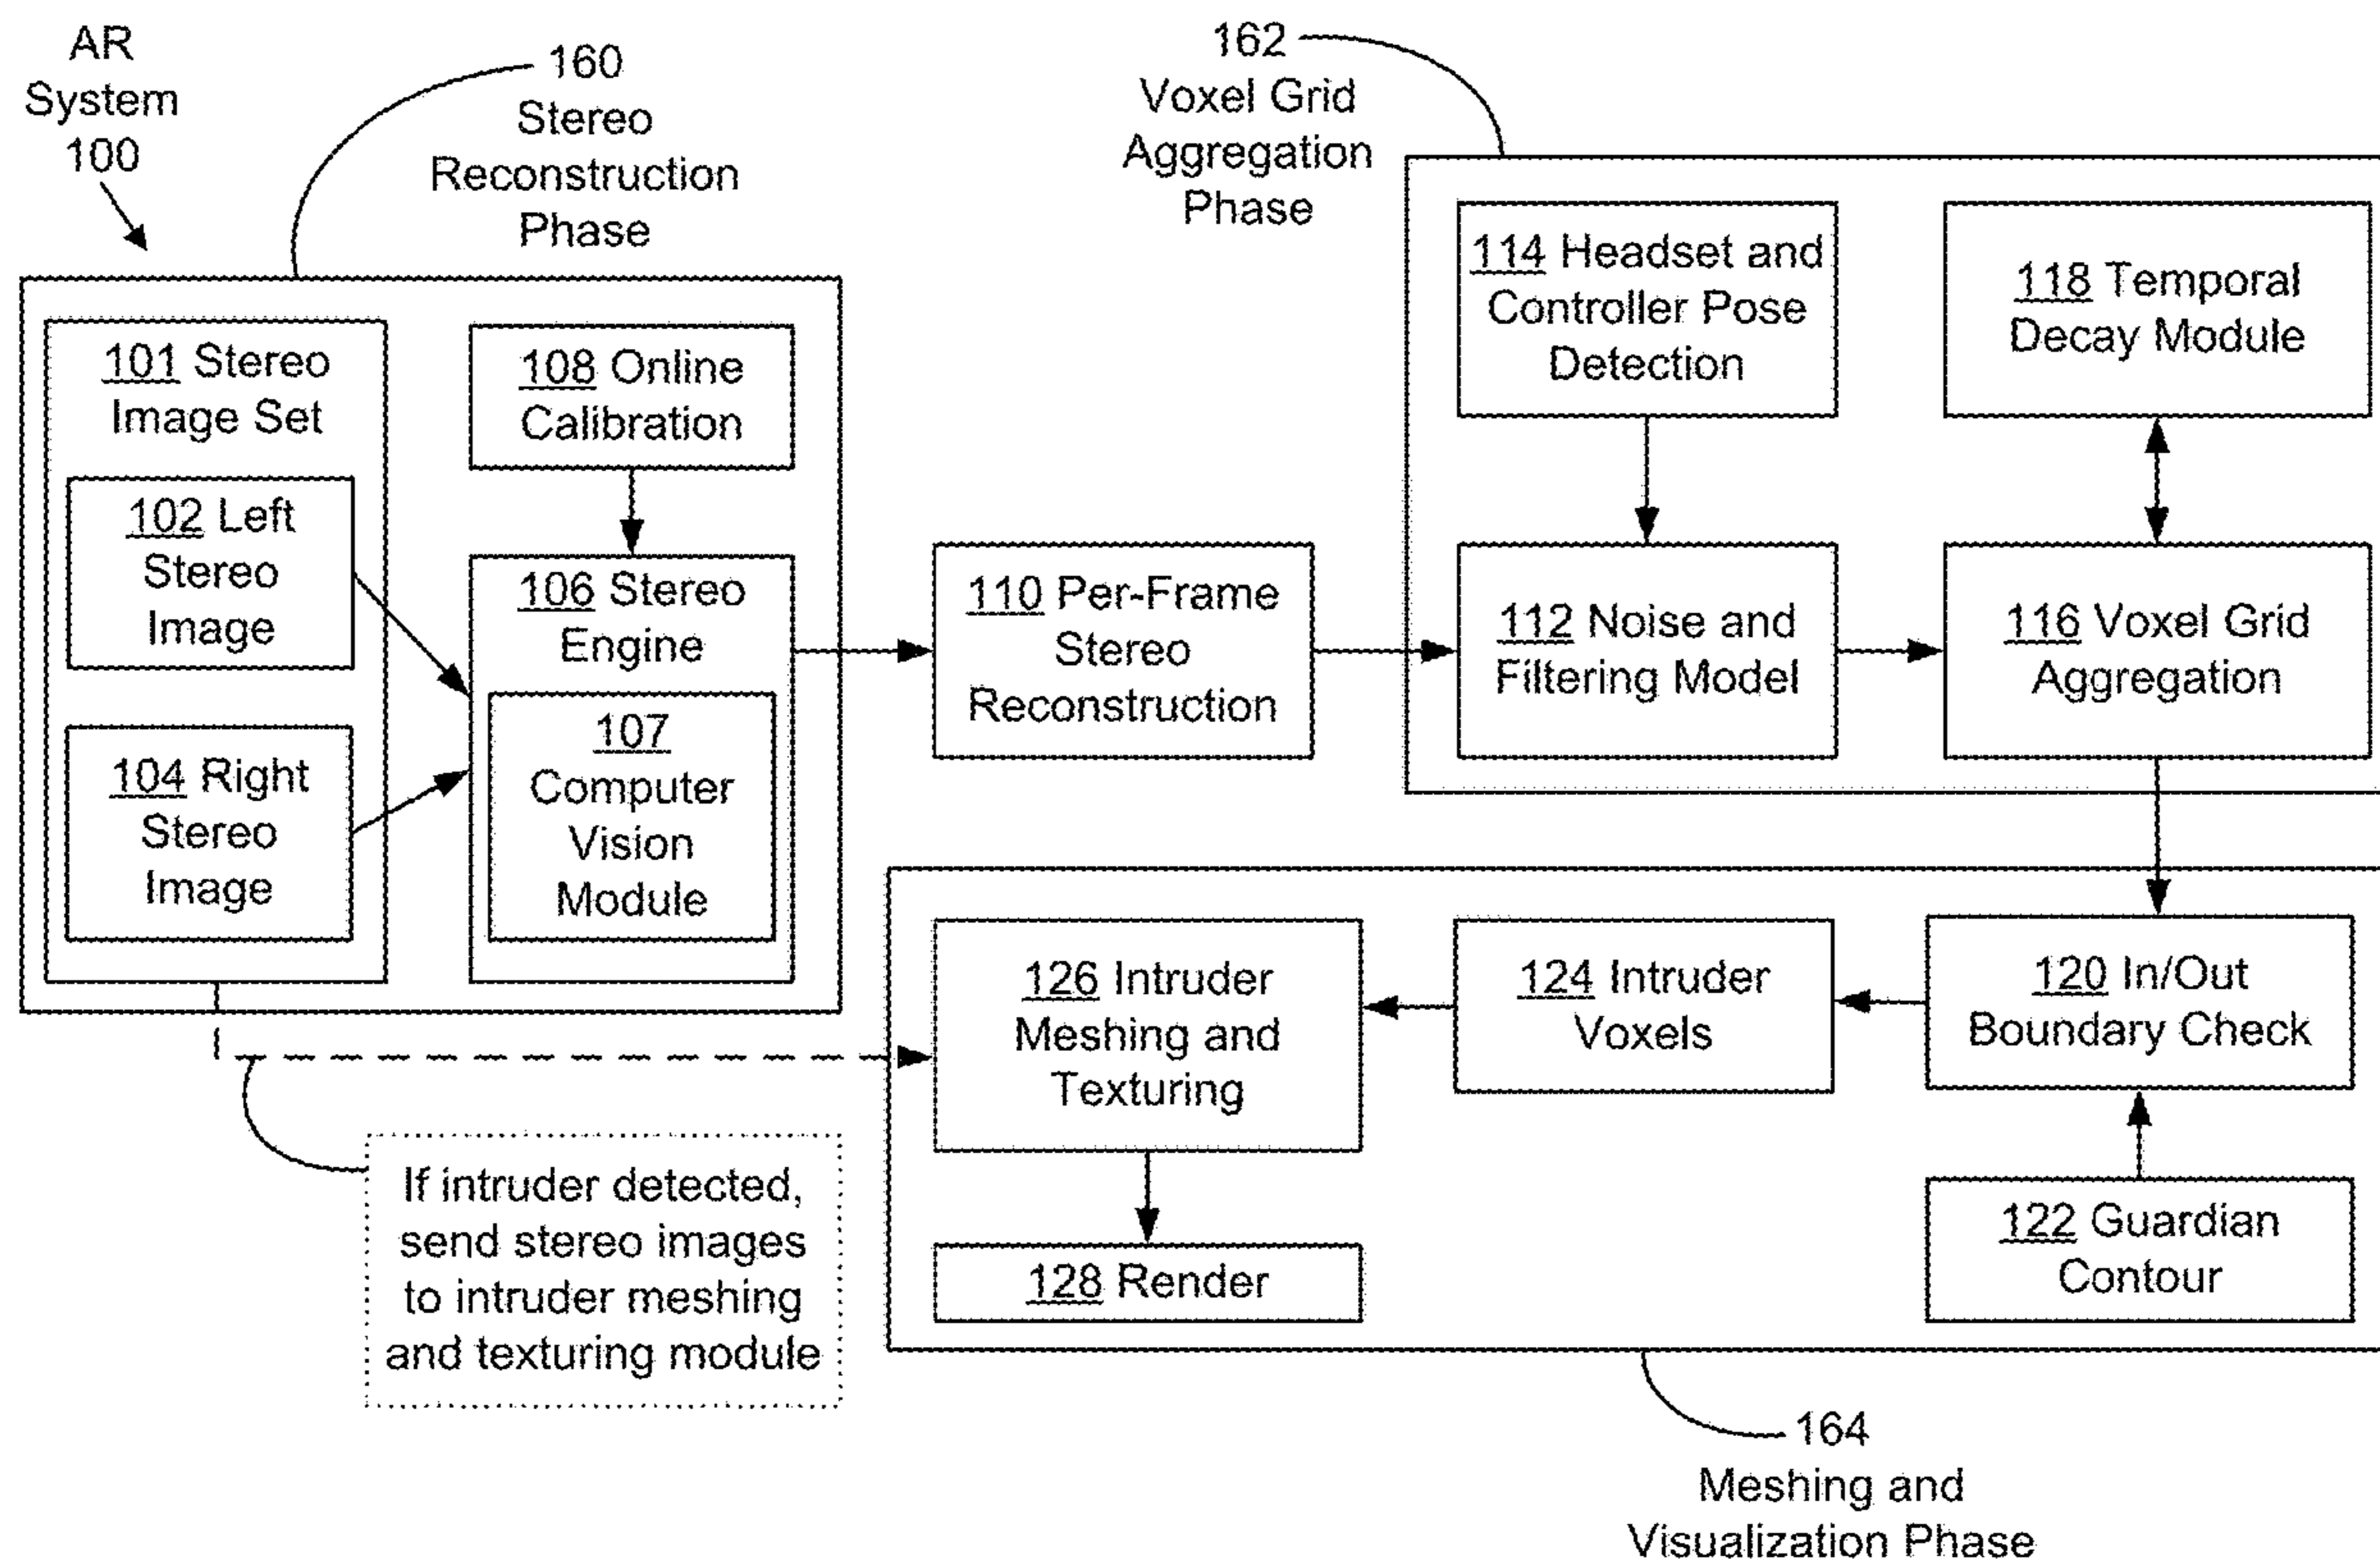 AR
System
100
160
Stereo
Reconstruction
Phase
162
Voxel Grid
Aggregation
Phase
101 Stereo
Image Set
102 Left
Stereo
Image
104 Right
Stereo
Image
108 Online
Calibration
106 Stereo
Engine
107
Computer
Vision
Module
110 Per-Frame
Stereo
Reconstruction
114 Headset and
Controller Pose
Detection
118 Temporal
Decay Module
112 Noise and
Filtering Model
116 Voxel Grid
Aggregation
126 Intruder
Meshing and
Texturing
124 Intruder
Voxels
120 In/Out
Boundary Check
122 Guardian
Contour
128 Render
If intruder detected,
send stereo images
to intruder meshing
and texturing module
164
Meshing and
Visualization Phase